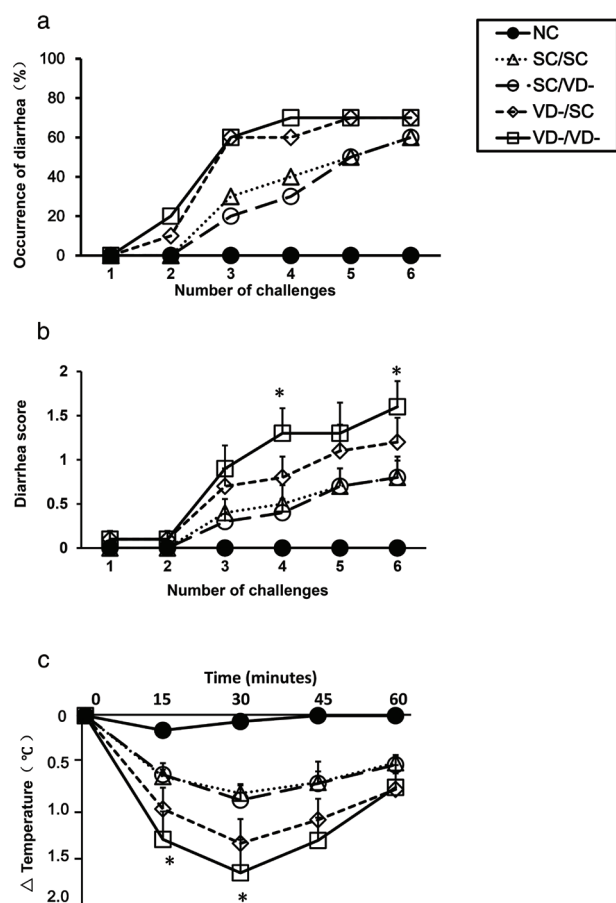 a
NC
SC/SC
SC/VD-
VD-/SC
VD-/VD-
Occurrence of diarrhea (%)
100
80
60
40
20
0
1 2 3 4 5 6
Number of challenges
b
Diarrhea score
2
1.5
1
0.5
0
* *
1 2 3 4 5 6
Number of challenges
c
Time (minutes)
0 15 30 45 60
△ Temperature (℃)
0
0.5
1.0
1.5
2.0
*
*